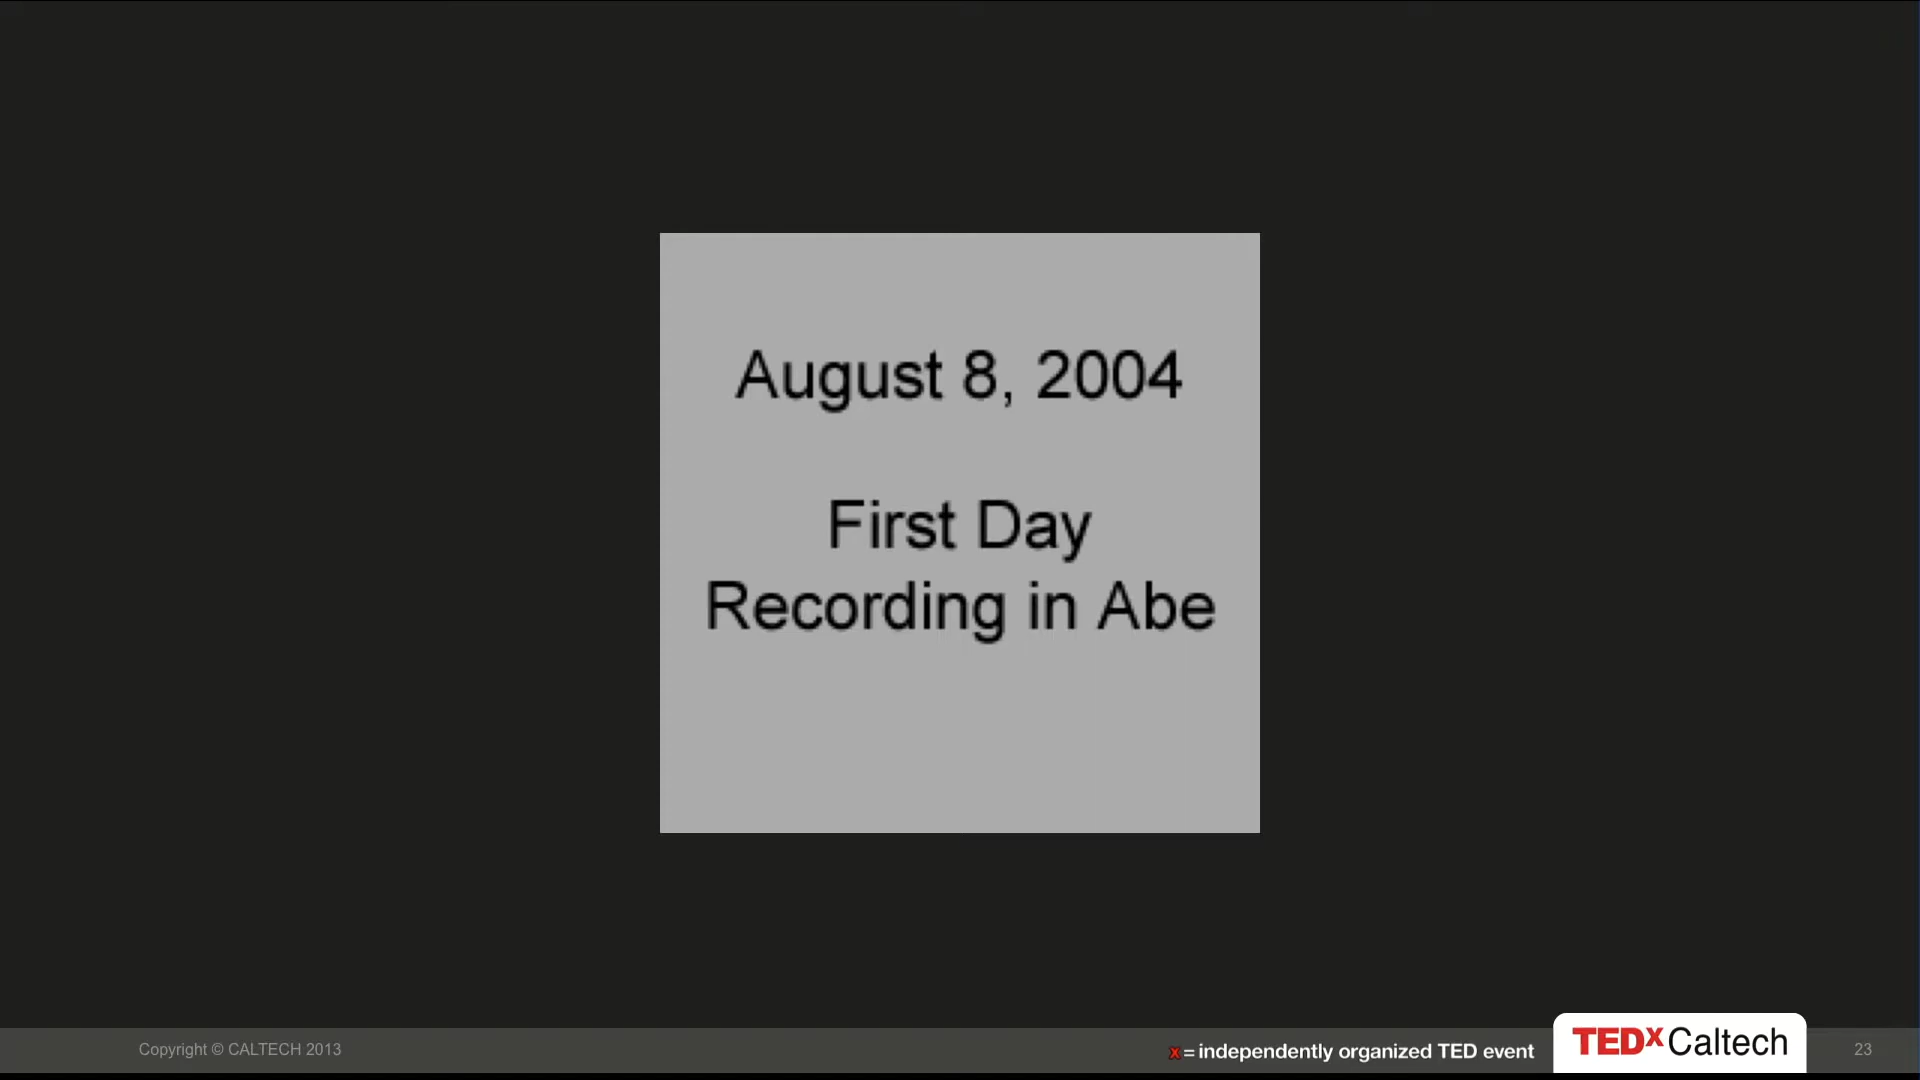 August 8, 2004
First Day
Recording in Abe
Copyright © CALTECH 2013
x = independently organized TED event
TEDxCaltech
23